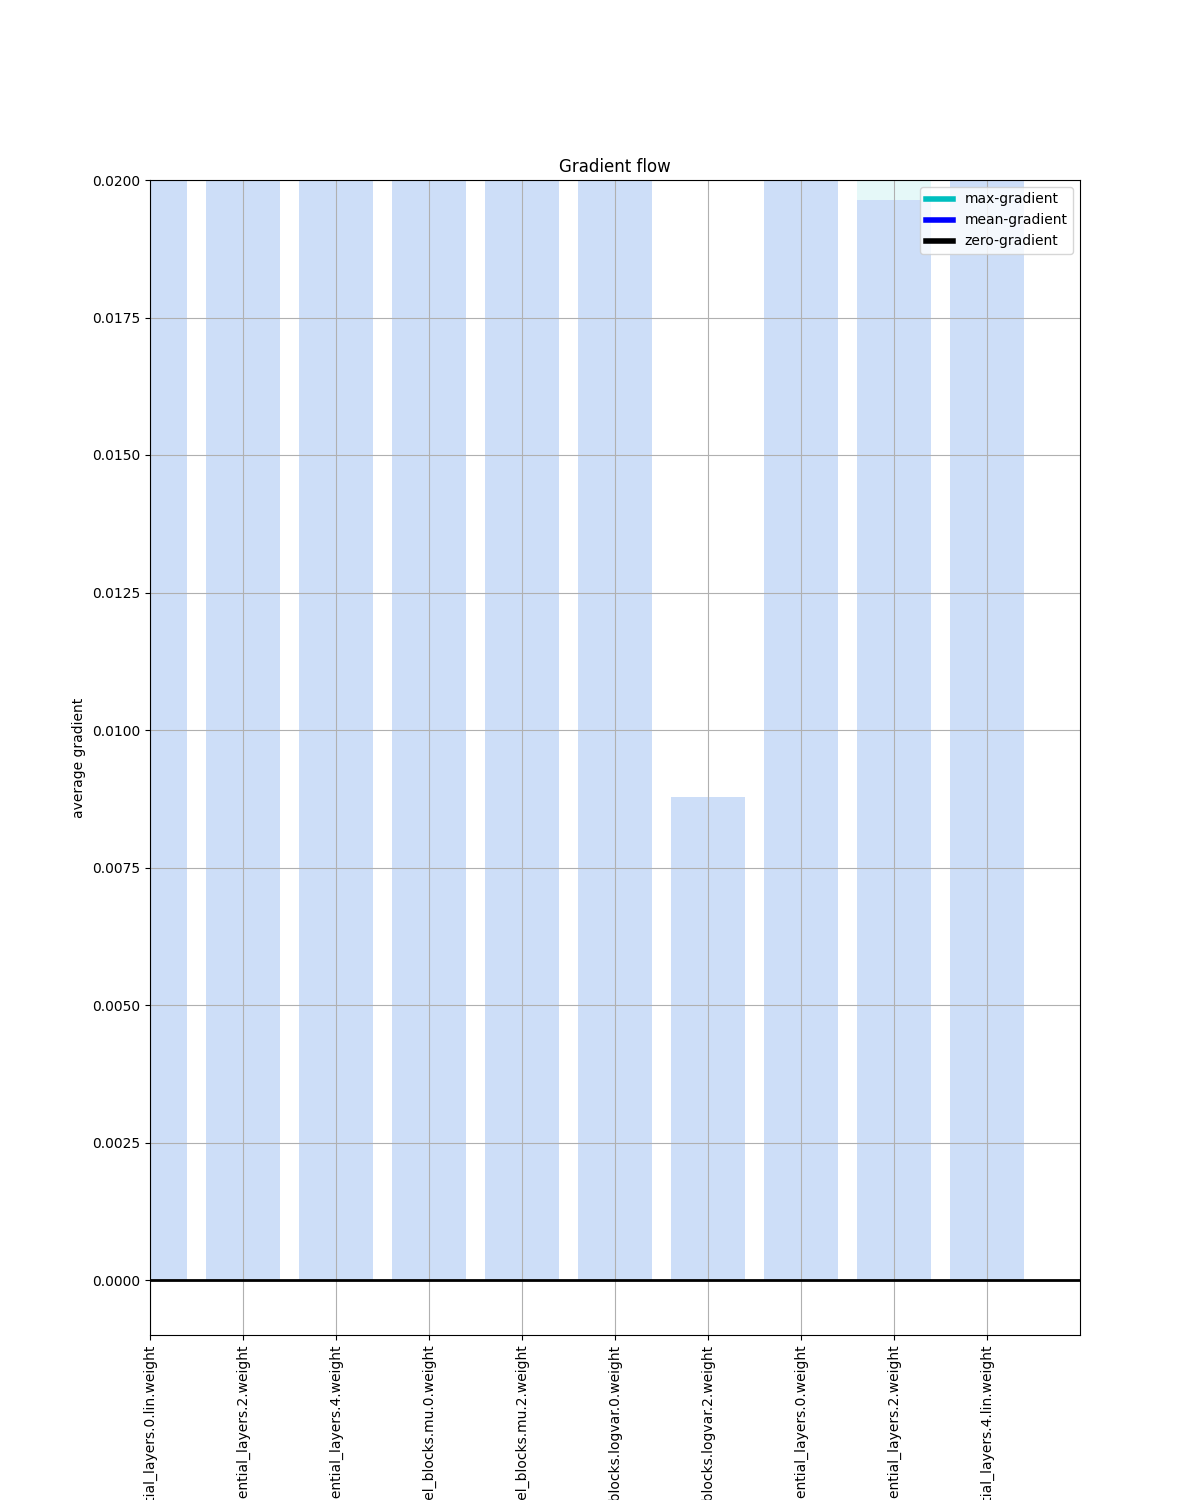 Gradient flow
max-gradient
mean-gradient
zero-gradient
0.0200
0.0175
0.0150
0.0125
0.0100
0.0075
0.0050
0.0025
0.0000
average gradient
tial_layers.0.lin.weight
ential_layers.2.weight
ential_layers.4.weight
el_blocks.mu.0.weight
el_blocks.mu.2.weight
blocks.logvar.0.weight
blocks.logvar.2.weight
ential_layers.0.weight
ential_layers.2.weight
tial_layers.4.lin.weight